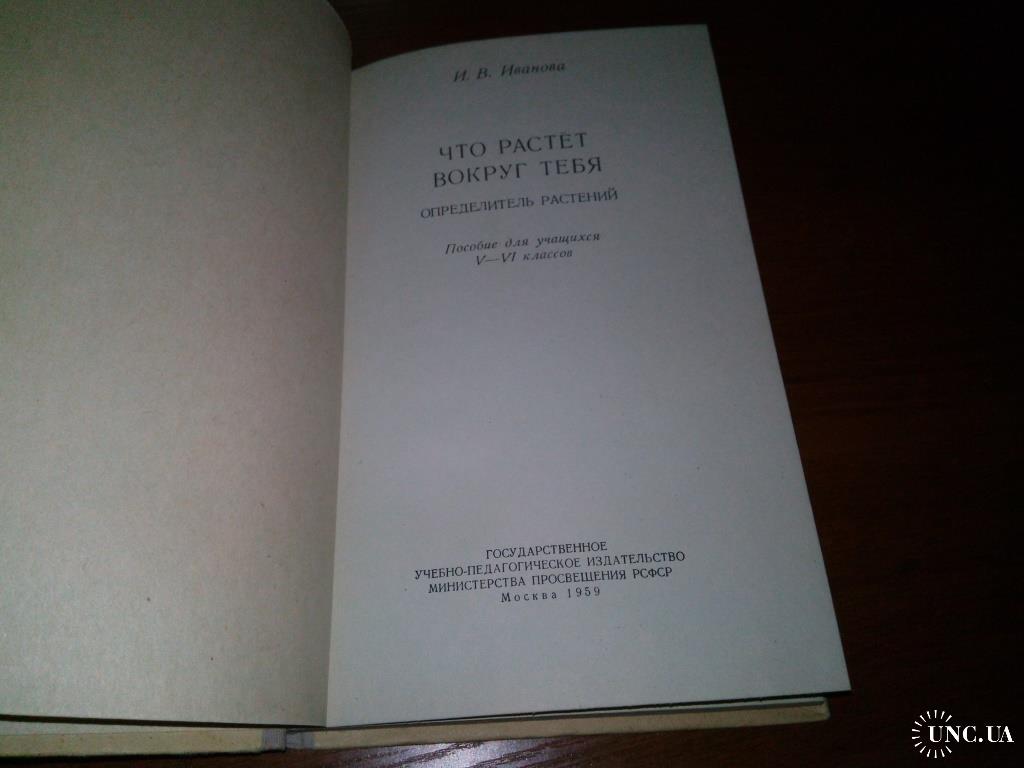 И. В. Иванова
ЧТО РАСТЁТ
ВОКРУГ ТЕБЯ
ОПРЕДЕЛИТЕЛЬ РАСТЕНИЙ
Пособие для учащихся
V—VI классов
ГОСУДАРСТВЕННОЕ
УЧЕБНО-ПЕДАГОГИЧЕСКОЕ ИЗДАТЕЛЬСТВО
МИНИСТЕРСТВА ПРОСВЕЩЕНИЯ РСФСР
Москва 1959
UNC.UA